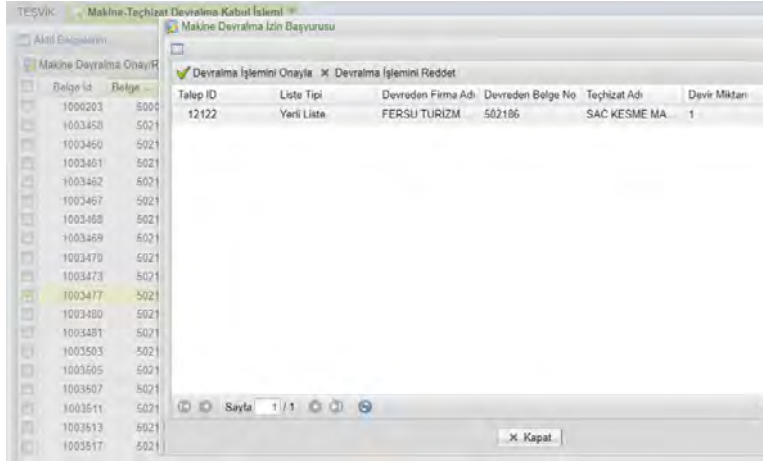 TEŞVİK
Makine-Teçhizat Devralma Kabul İşlemi
Makine Devralma İzin Başvurusu
Aktif Belgelerim
Makine Devralma Onay/R
Devralma İşlemini Onayla
Devralma İşlemini Reddet
Belge Id Belge
Talep ID Liste Tipi Devreden Firma Adı Devreden Belge No Teçhizat Adı Devir Miktarı
12122 Yerli Liste FERSU TURİZM 502186 SAC KESME MA... 1
1000203 5000
1003458 5021
1003460 5021
1003461 5021
1003462 5021
1003467 5021
1003468 5021
1003469 5021
1003470 5021
1003473 5021
1003477 5021
1003480 5021
1003481 5021
1003503 5021
1003505 5021
1003507 5021
1003511 5021
1003513 5021
1003517 5021
Sayfa 1 / 1
Kapat